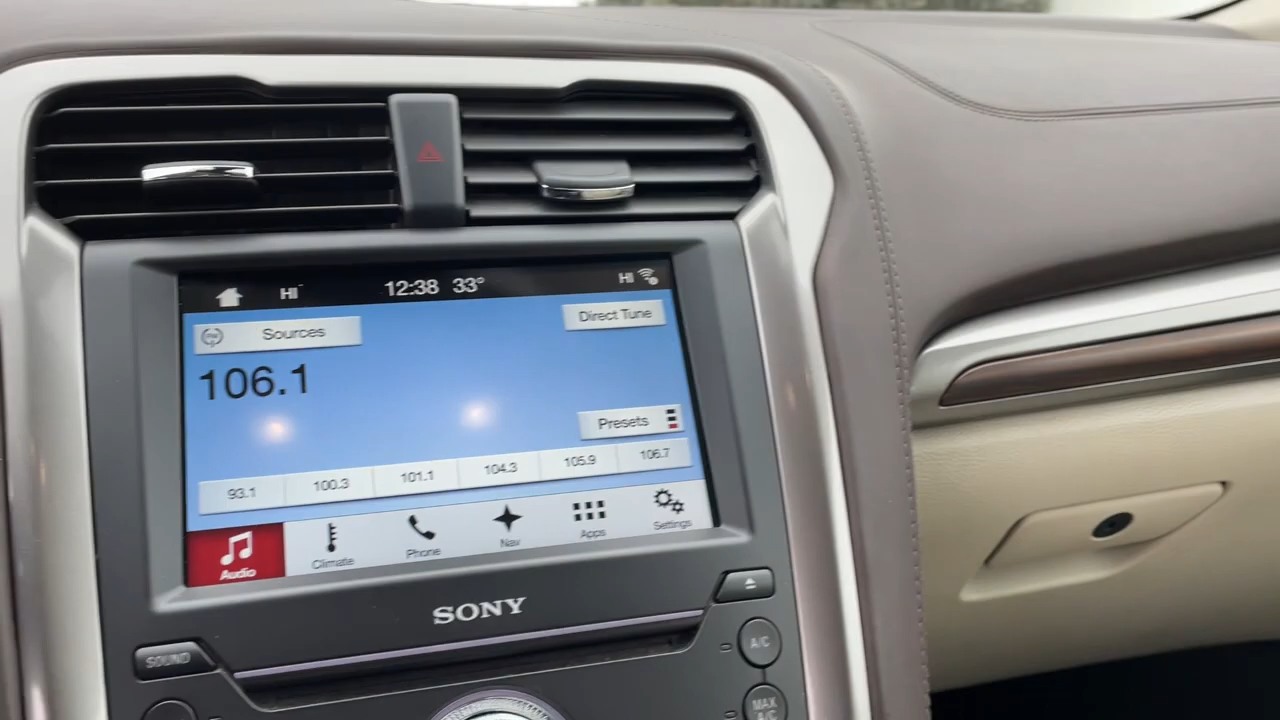 HI 12:38 33° HI
Sources Direct Tune
106.1
Presets
93.1 100.3 101.1 104.3 105.9 106.7
Audio Climate Phone Nav Apps Settings
SONY
SOUND
A/C
MAX
A/C